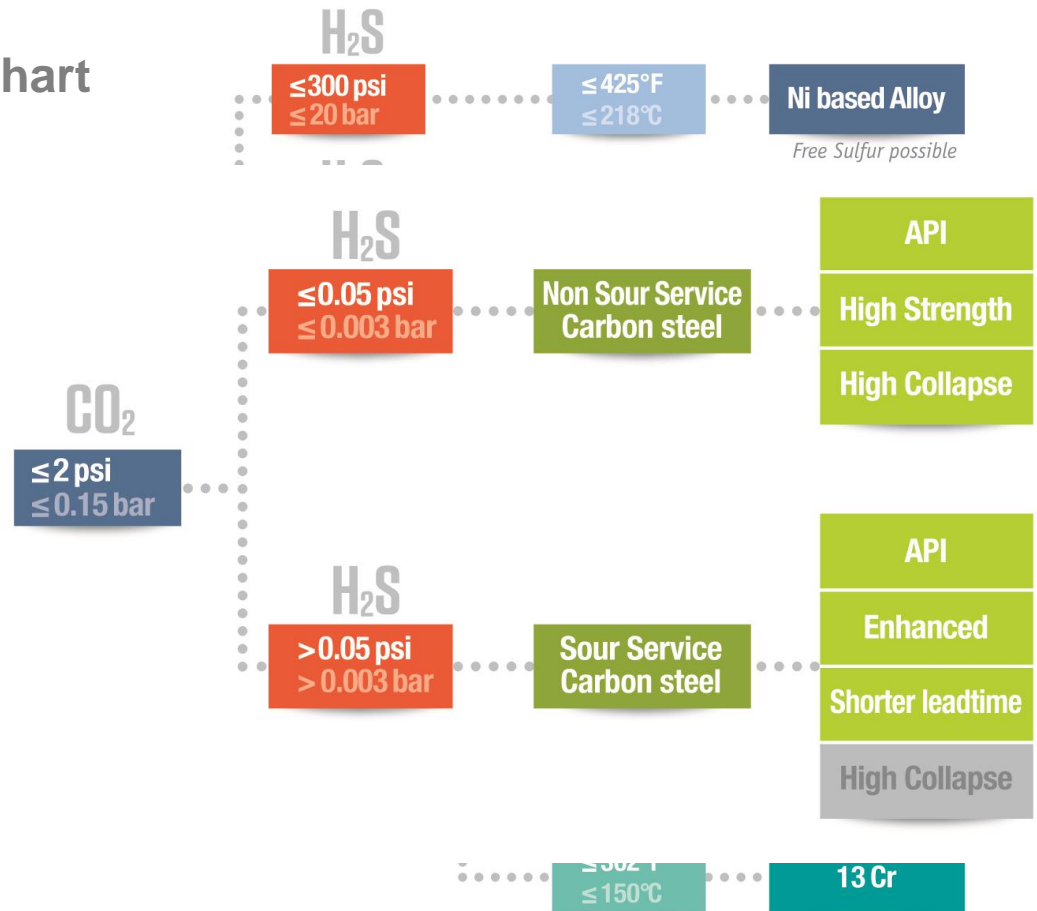 hart
H₂S
≤300 psi
≤20 bar
≤425°F
≤218°C
Ni based Alloy
Free Sulfur possible
H₂S
≤0.05 psi
≤0.003 bar
Non Sour Service
Carbon steel
API
High Strength
High Collapse
CO₂
≤2 psi
≤0.15 bar
H₂S
>0.05 psi
>0.003 bar
Sour Service
Carbon steel
API
Enhanced
Shorter leadtime
High Collapse
≤150°C
13 Cr